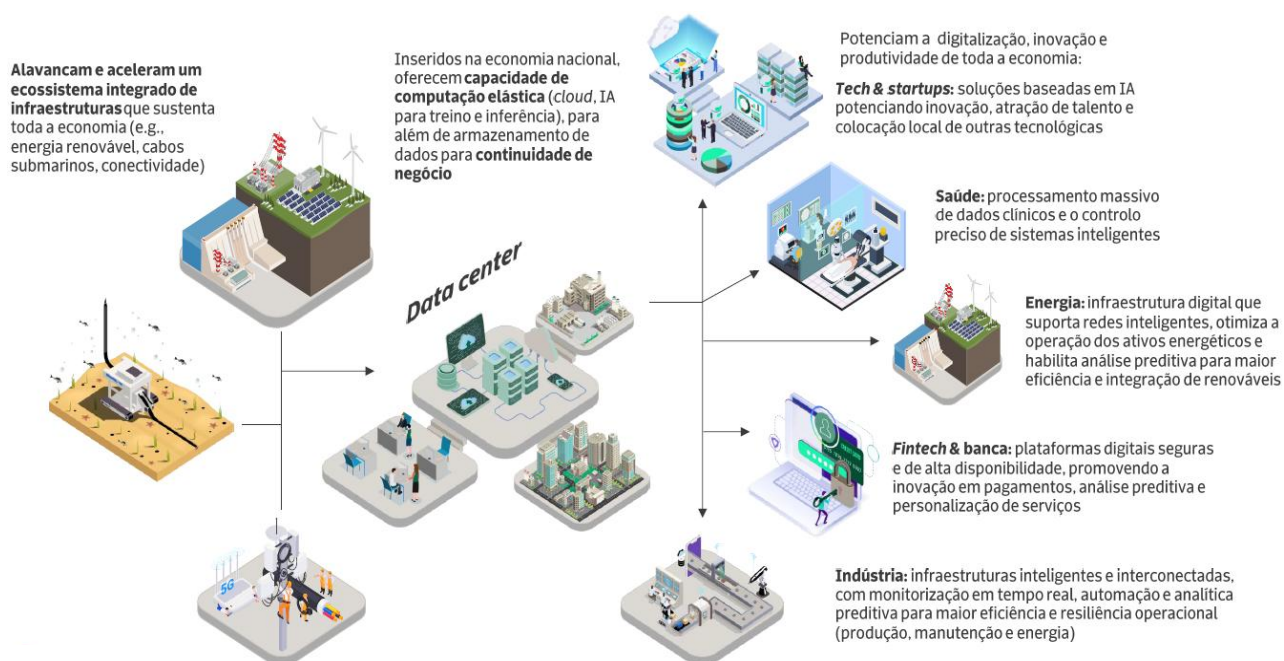 Alavancam e aceleram um
ecossistema integrado de
infraestruturas que sustenta
toda a economia (e.g.,
energia renovável, cabos
submarinos, conectividade)
Inseridos na economia nacional,
oferecem capacidade de
computação elástica (cloud, IA
para treino e inferência), para
além de armazenamento de
dados para continuidade de
negócio
Potenciam a digitalização, inovação e
produtividade de toda a economia:
Tech & startups: soluções baseadas em IA
potenciando inovação, atração de talento e
colocação local de outras tecnológicas
Saúde: processamento massivo
de dados clínicos e o controlo
preciso de sistemas inteligentes
Data center
Energia: infraestrutura digital que
suporta redes inteligentes, otimiza a
operação dos ativos energéticos e
habilita análise preditiva para maior
eficiência e integração de renováveis
Fintech & banca: plataformas digitais seguras
e de alta disponibilidade, promovendo a
inovação em pagamentos, análise preditiva e
personalização de serviços
5G
Indústria: infraestruturas inteligentes e interconectadas,
com monitorização em tempo real, automação e analítica
preditiva para maior eficiência e resiliência operacional
(produção, manutenção e energia)